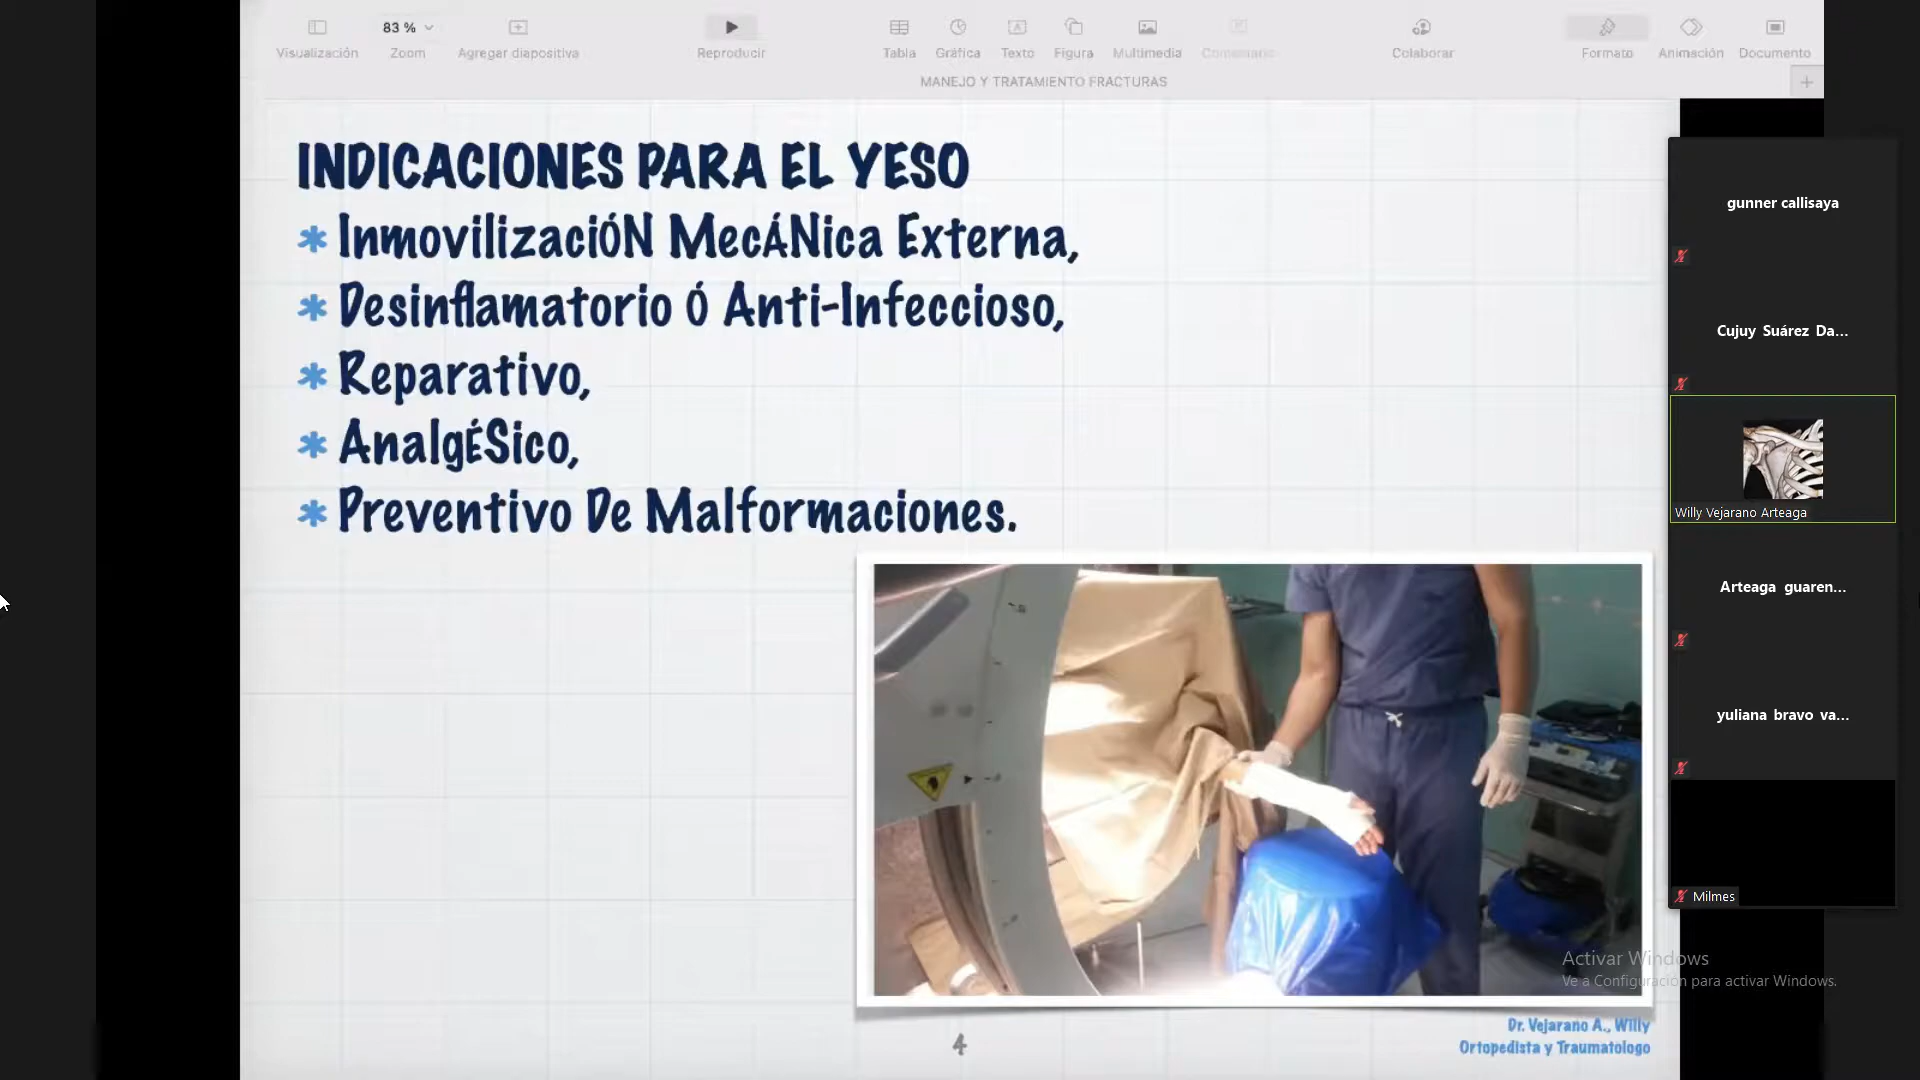 83 %
Visualización Zoom Agregar diapositiva Reproducir Tabla Gráfica Texto Figura Multimedia Comentario Colaborar Formato Animación Documento
MANEJO Y TRATAMIENTO FRACTURAS
INDICACIONES PARA EL YESO
* InmovilizaciÓN MecÁNica Externa,
* Desinflamatorio Ó Anti-Infeccioso,
* Reparativo,
* AnalgÉSico,
* Preventivo De Malformaciones.
4
Dr. Vejarano A., Willy
Ortopedista y Traumatologo
gunner callisaya
Cujuy Suárez Da...
Willy Vejarano Arteaga
Arteaga guaren...
yuliana bravo va...
Milmes
Activar Windows
Ve a Configuración para activar Windows.